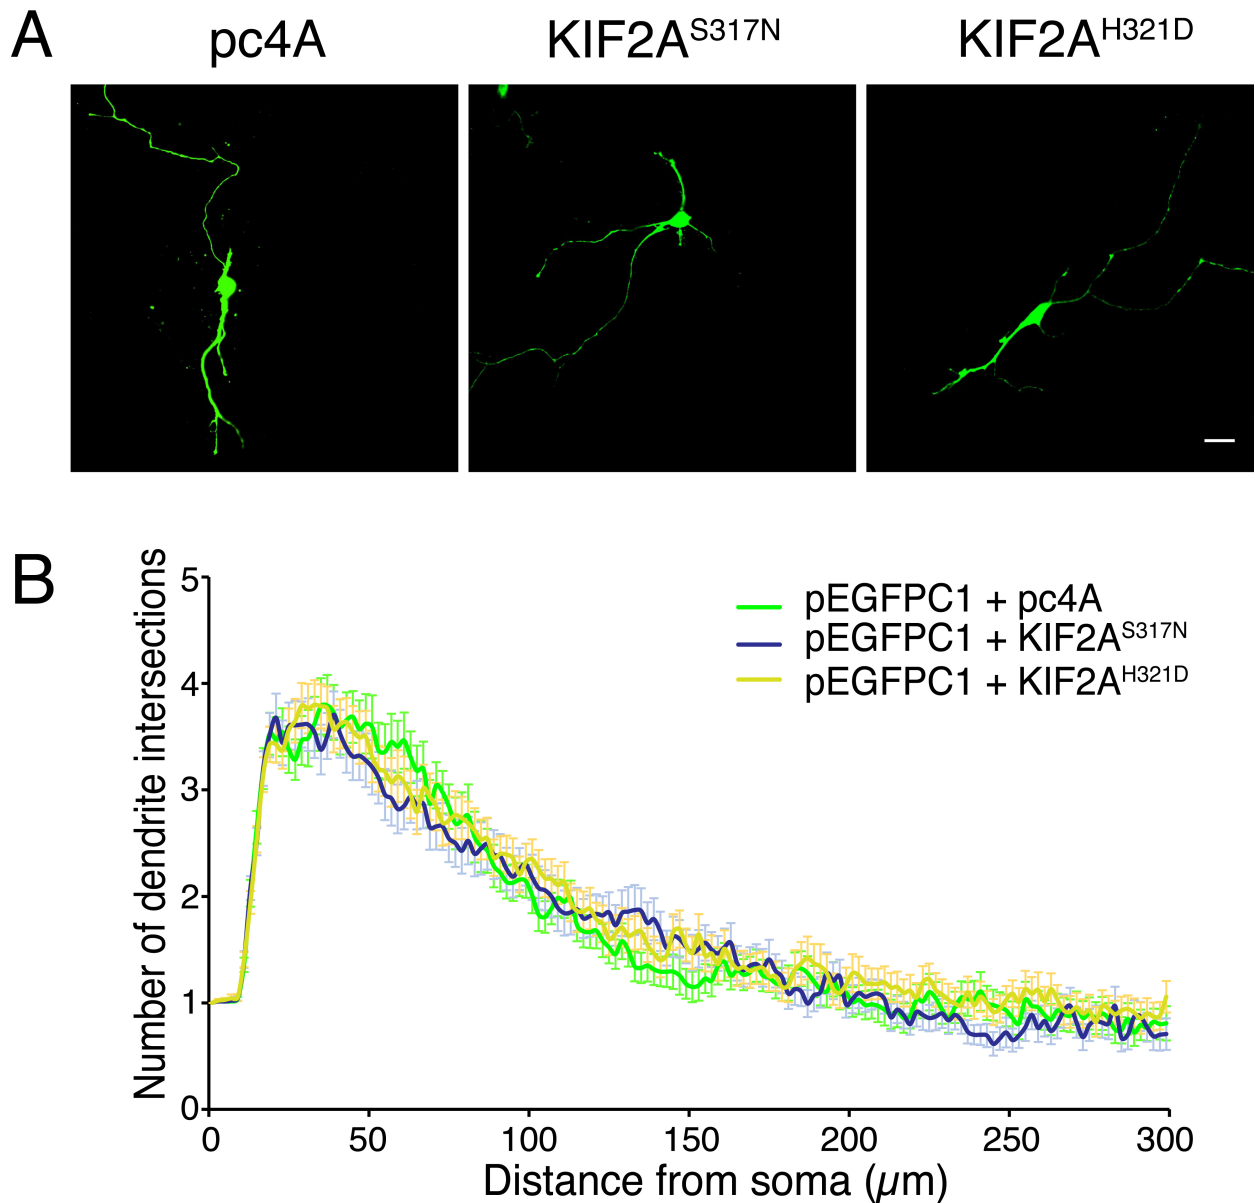 A
pc4A KIF2AS317N KIF2AH321D
B
Number of dendrite intersections
5
4
3
2
1
0
pEGFPC1 + pc4A
pEGFPC1 + KIF2AS317N
pEGFPC1 + KIF2AH321D
0 50 100 150 200 250 300
Distance from soma (µm)